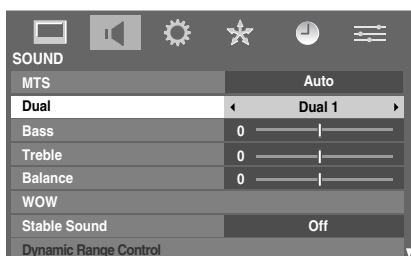 SOUND
MTS Auto
Dual Dual 1
Bass 0
Treble 0
Balance 0
WOW
Stable Sound Off
Dynamic Range Control